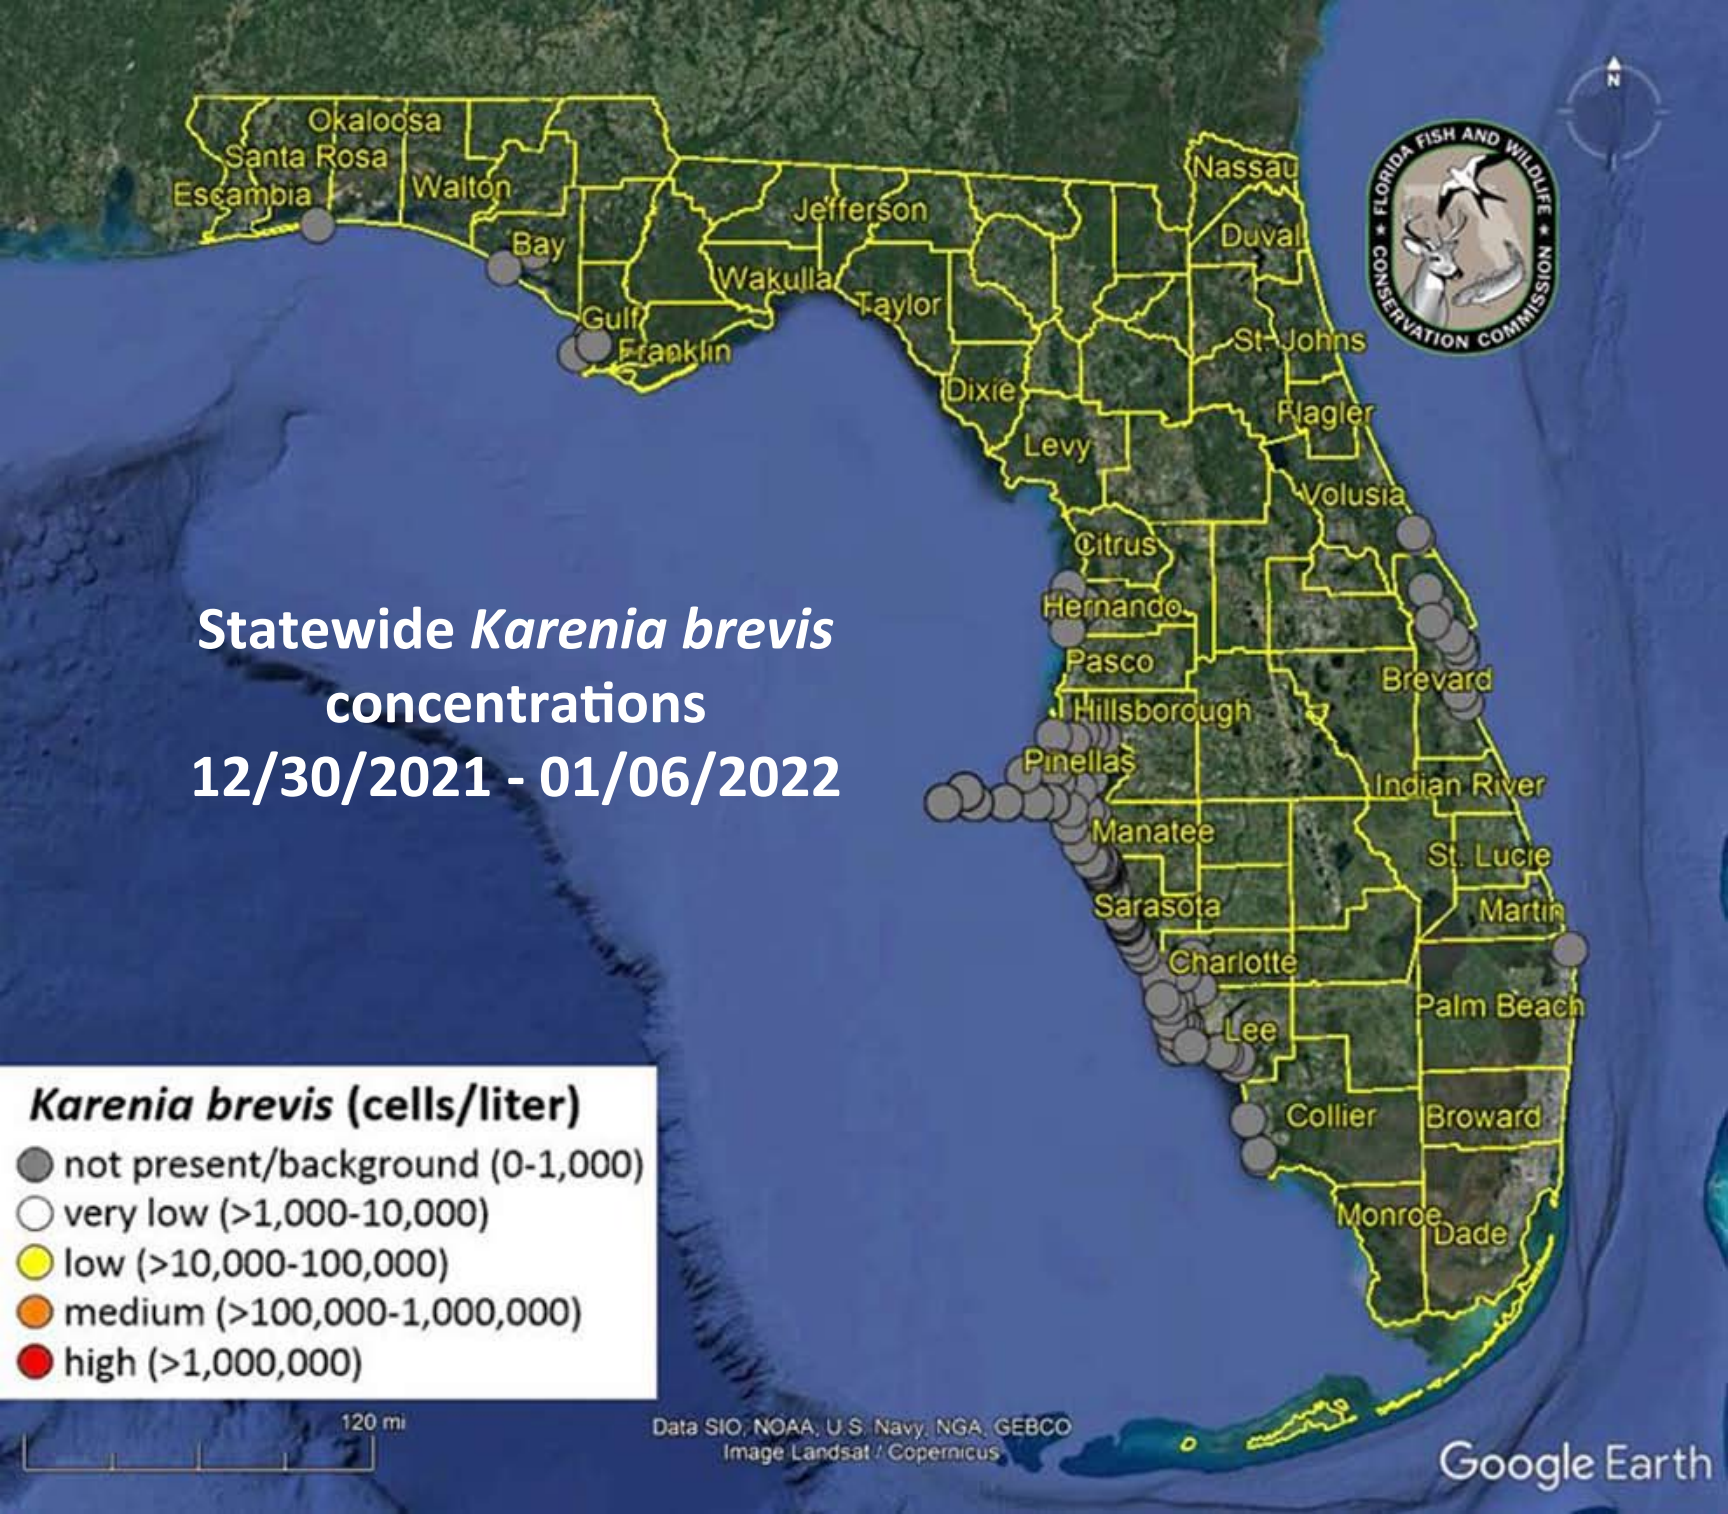 N
★ FLORIDA FISH AND WILDLIFE ★
CONSERVATION COMMISSION
Okaloosa
Santa Rosa
Escambia
Walton
Bay
Gulf
Franklin
Jefferson
Wakulla
Taylor
Dixie
Levy
Nassau
Duval
St. Johns
Flagler
Volusia
Citrus
Hernando
Pasco
Hillsborough
Pinellas
Brevard
Indian River
Manatee
St. Lucie
Sarasota
Martin
Charlotte
Palm Beach
Lee
Collier
Broward
Monroe
Dade
Statewide Karenia brevis
concentrations
12/30/2021 - 01/06/2022
Karenia brevis (cells/liter)
not present/background (0-1,000)
very low (>1,000-10,000)
low (>10,000-100,000)
medium (>100,000-1,000,000)
high (>1,000,000)
120 mi
Data SIO, NOAA, U.S. Navy, NGA, GEBCO
Image Landsat / Copernicus
Google Earth